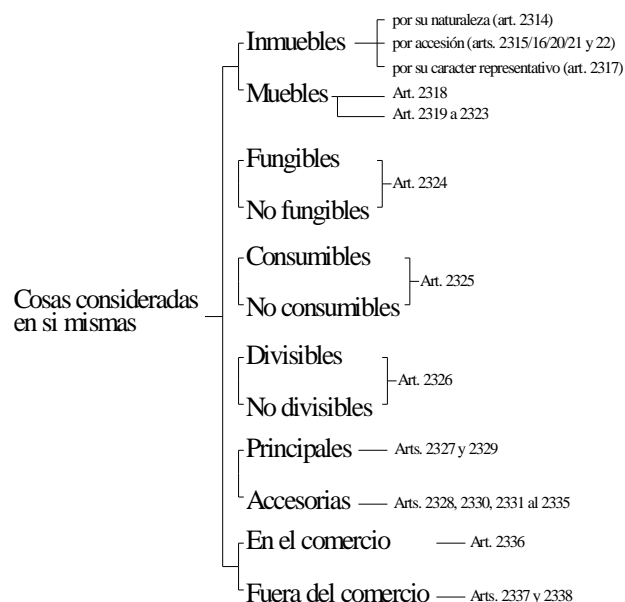 Inmuebles
por su naturaleza (art. 2314)
por accesión (arts. 2315/16/20/21 y 22)
por su caracter representativo (art. 2317)
Muebles
Art. 2318
Art. 2319 a 2323
Fungibles
Art. 2324
No fungibles
Consumibles
Art. 2325
No consumibles
Cosas consideradas
en si mismas
Divisibles
Art. 2326
No divisibles
Principales
Arts. 2327 y 2329
Accesorias
Arts. 2328, 2330, 2331 al 2335
En el comercio
Art. 2336
Fuera del comercio
Arts. 2337 y 2338